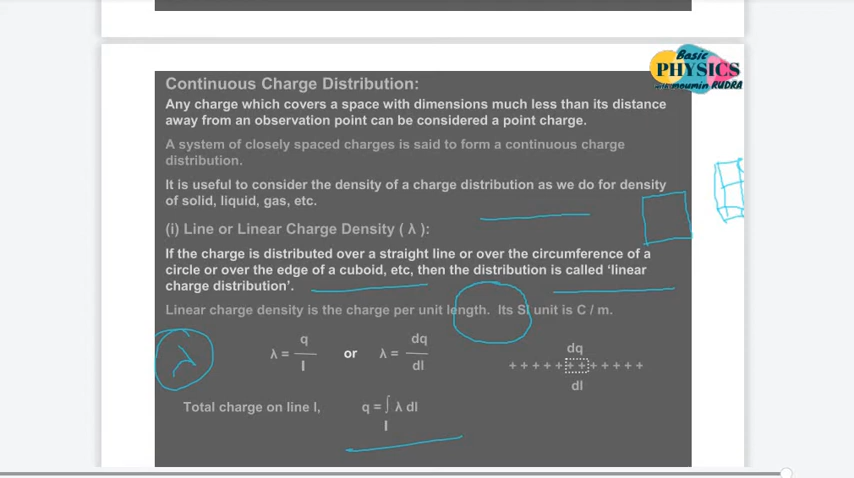 Basic
PHYSICS
with moumin RUDRA
Continuous Charge Distribution:
Any charge which covers a space with dimensions much less than its distance
away from an observation point can be considered a point charge.
A system of closely spaced charges is said to form a continuous charge
distribution.
It is useful to consider the density of a charge distribution as we do for density
of solid, liquid, gas, etc.
(i) Line or Linear Charge Density ( λ ):
If the charge is distributed over a straight line or over the circumference of a
circle or over the edge of a cuboid, etc, then the distribution is called ‘linear
charge distribution’.
Linear charge density is the charge per unit length. Its SI unit is C / m.
λ
λ = q / l or λ = dq / dl
dq
+ + + + + + + + + + + +
dl
Total charge on line l, q = ∫ λ dl
l